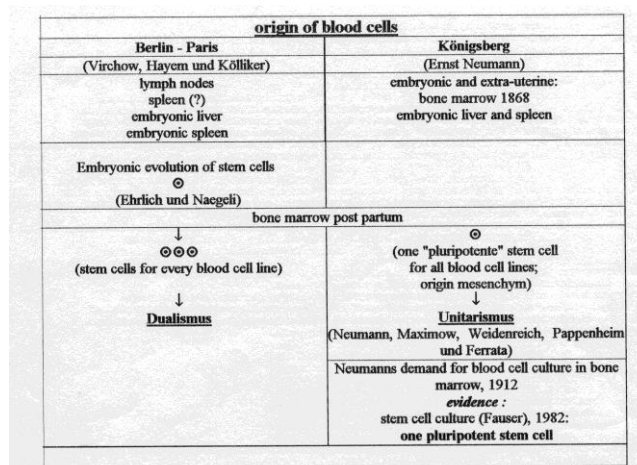 origin of blood cells
Berlin - Paris
(Virchow, Hayem und Kölliker)
lymph nodes
spleen (?)
embryonic liver
embryonic spleen
Königsberg
(Ernst Neumann)
embryonic and extra-uterine:
bone marrow 1868
embryonic liver and spleen
Embryonic evolution of stem cells
(Ehrlich und Naegeli)
bone marrow post partum
↓
(stem cells for every blood cell line)
↓
Dualismus
(one "pluripotente" stem cell
for all blood cell lines;
origin mesenchym)
↓
Unitarismus
(Neumann, Maximow, Weidenreich, Pappenheim
und Ferrata)
Neumanns demand for blood cell culture in bone
marrow, 1912
evidence :
stem cell culture (Fauser), 1982:
one pluripotent stem cell